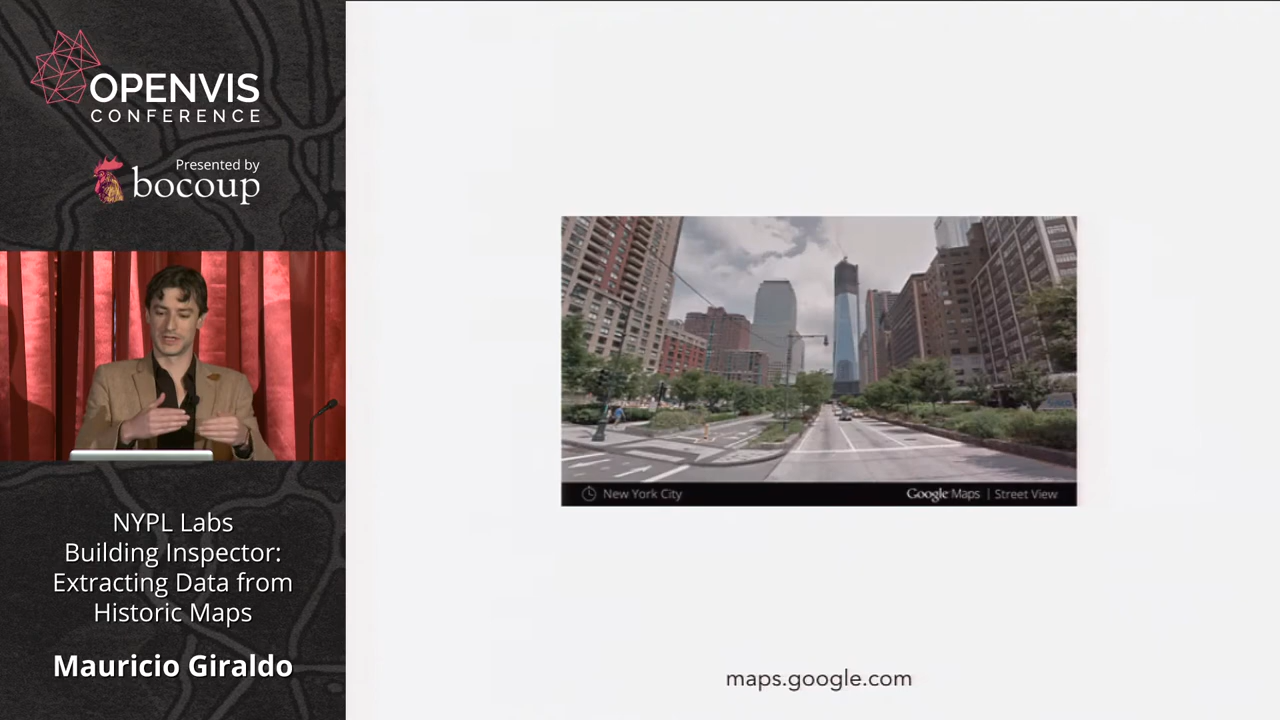 OPENVIS
CONFERENCE
Presented by
bocoup
NYPL Labs
Building Inspector:
Extracting Data from
Historic Maps
Mauricio Giraldo
New York City
Google Maps | Street View
maps.google.com